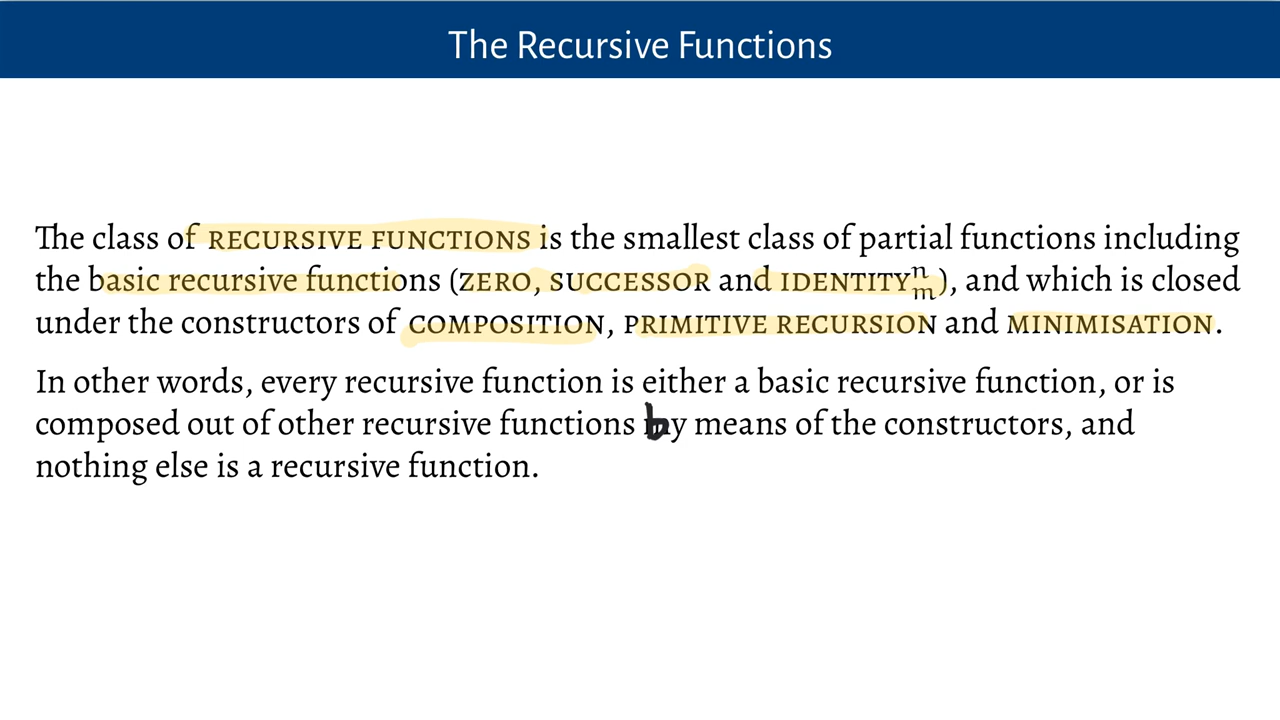 The Recursive Functions
The class of RECURSIVE FUNCTIONS is the smallest class of partial functions including
the basic recursive functions (ZERO, SUCCESSOR and IDENTITYⁿₘ), and which is closed
under the constructors of COMPOSITION, PRIMITIVE RECURSION and MINIMISATION.
In other words, every recursive function is either a basic recursive function, or is
composed out of other recursive functions by means of the constructors, and
nothing else is a recursive function.